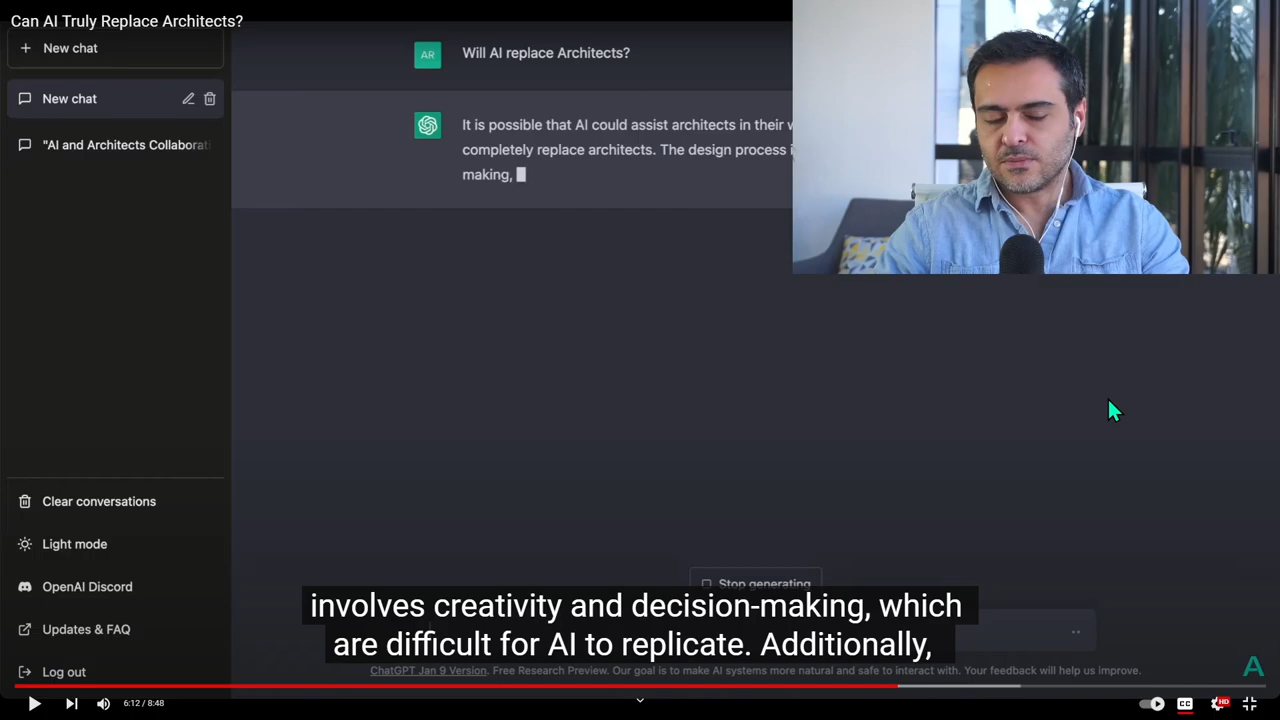 Can AI Truly Replace Architects?
New chat
New chat
"AI and Architects Collaborati
AR
Will AI replace Architects?
It is possible that AI could assist architects in their w
completely replace architects. The design process i
making,
Clear conversations
Light mode
OpenAI Discord
Updates & FAQ
Log out
Stop generating
involves creativity and decision-making, which
are difficult for AI to replicate. Additionally,
ChatGPT Jan 9 Version. Free Research Preview. Our goal is to make AI systems more natural and safe to interact with. Your feedback will help us improve.
A
6:12 / 8:48
CC
HD